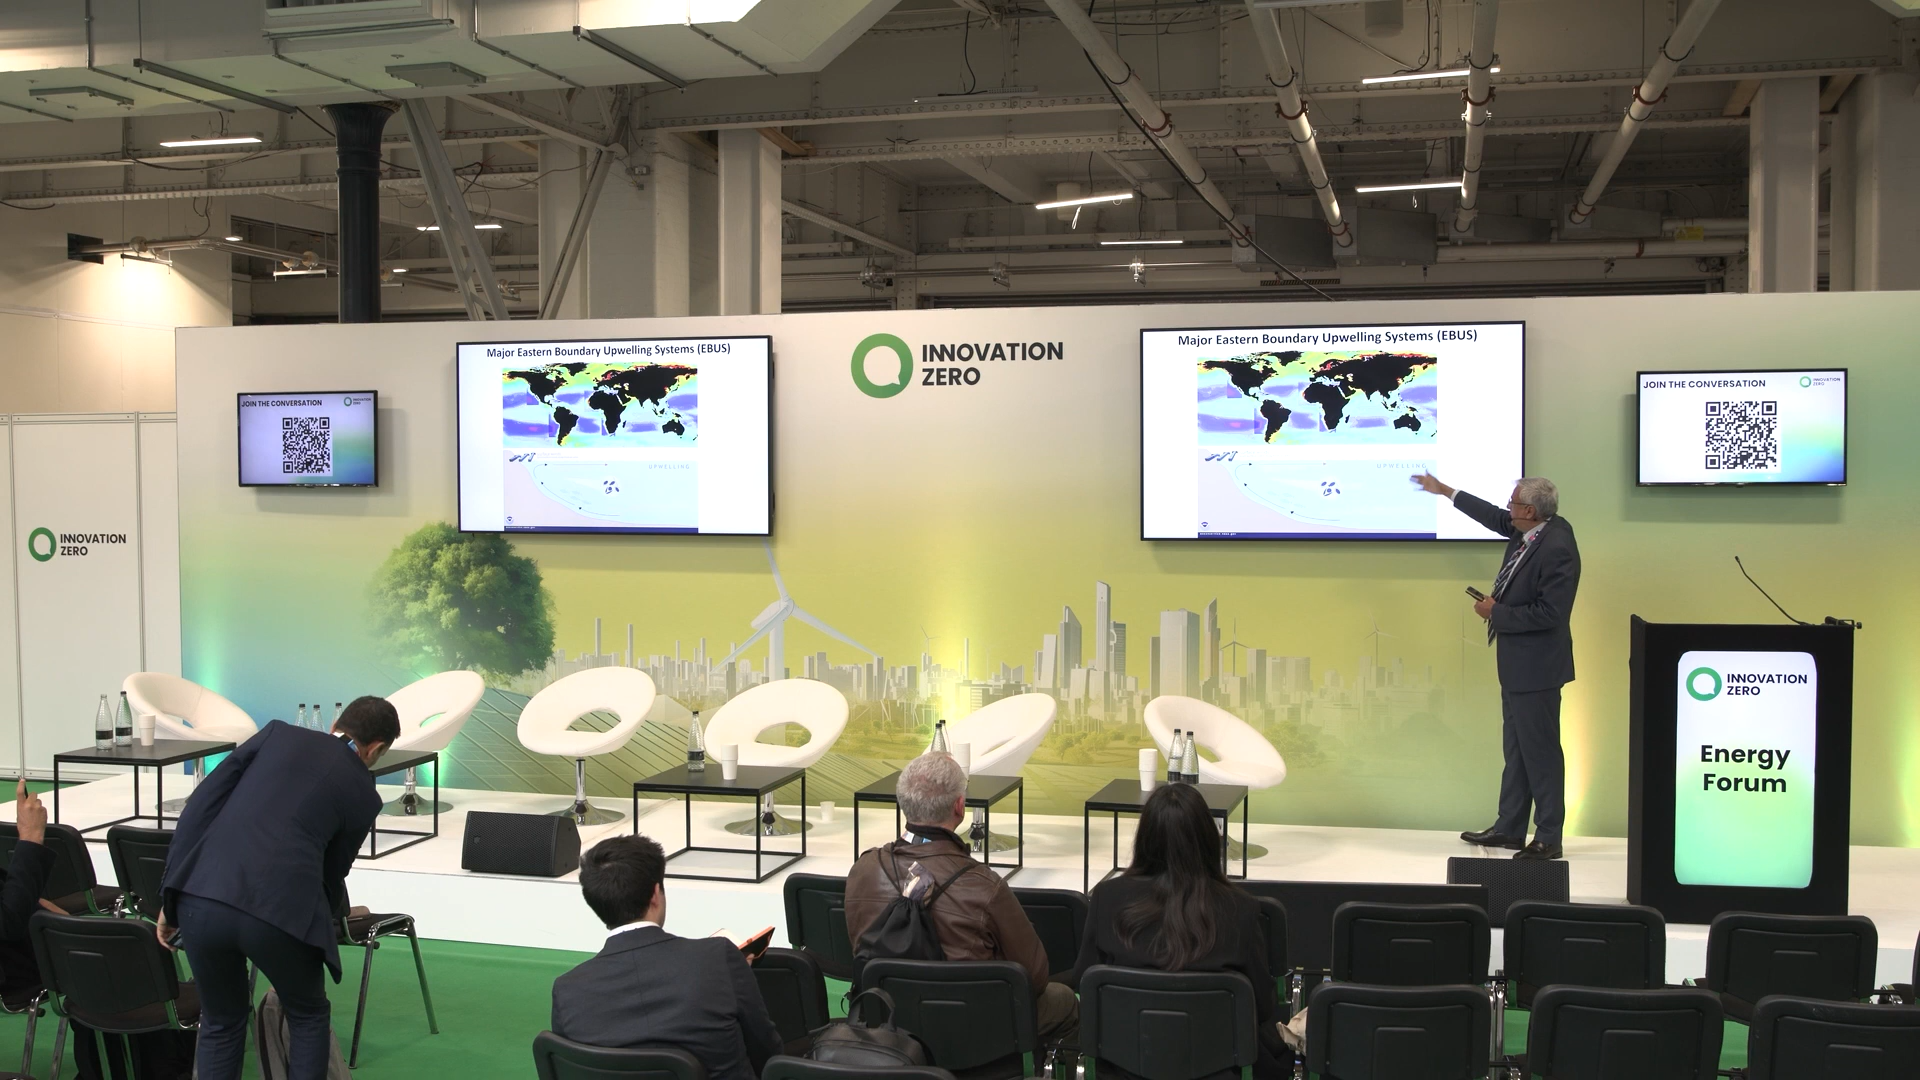 Major Eastern Boundary Upwelling Systems (EBUS)
UPWELLING
INNOVATION
ZERO
Major Eastern Boundary Upwelling Systems (EBUS)
UPWELLING
JOIN THE CONVERSATION
INNOVATION
ZERO
JOIN THE CONVERSATION
INNOVATION
ZERO
INNOVATION
ZERO
INNOVATION
ZERO
Energy
Forum